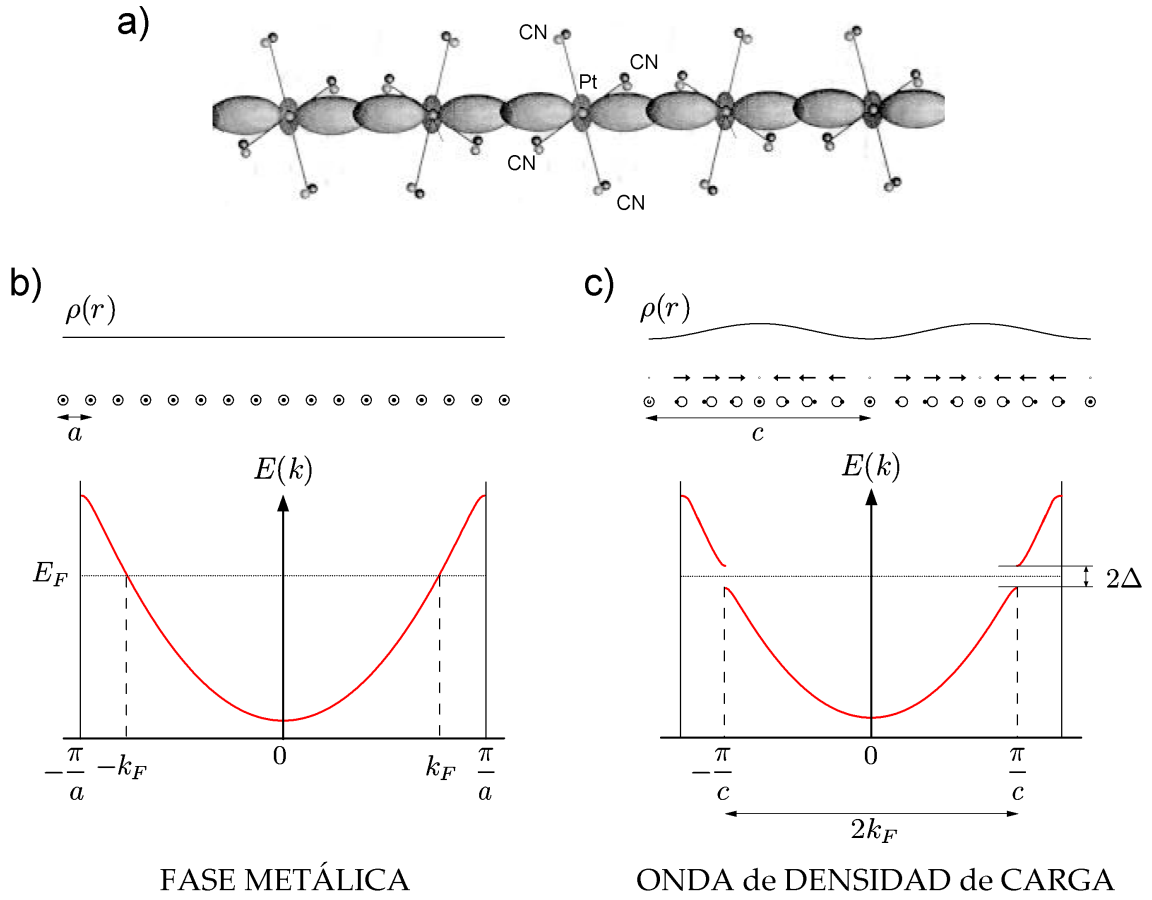 a)
CN
CN
Pt
CN
CN
b)
ρ(r)
a
E(k)
E_F
-π/a
-k_F
0
k_F
π/a
FASE METÁLICA
c)
ρ(r)
c
E(k)
2Δ
-π/c
0
π/c
2k_F
ONDA de DENSIDAD de CARGA